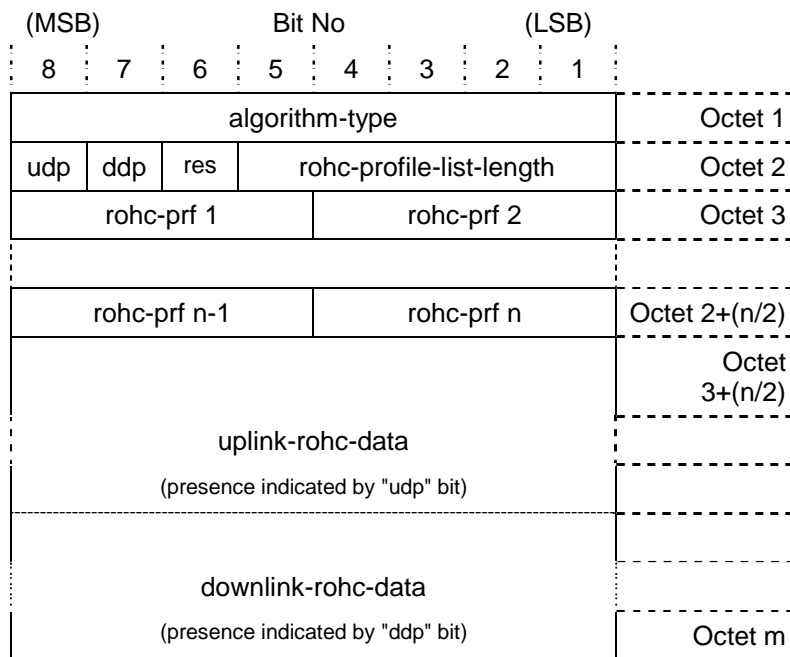 (MSB) Bit No (LSB)
8 7 6 5 4 3 2 1
algorithm-type Octet 1
udp ddp res rohc-profile-list-length Octet 2
rohc-prf 1 rohc-prf 2 Octet 3
rohc-prf n-1 rohc-prf n Octet 2+(n/2)
Octet
3+(n/2)
uplink-rohc-data
(presence indicated by "udp" bit)
downlink-rohc-data
(presence indicated by "ddp" bit) Octet m